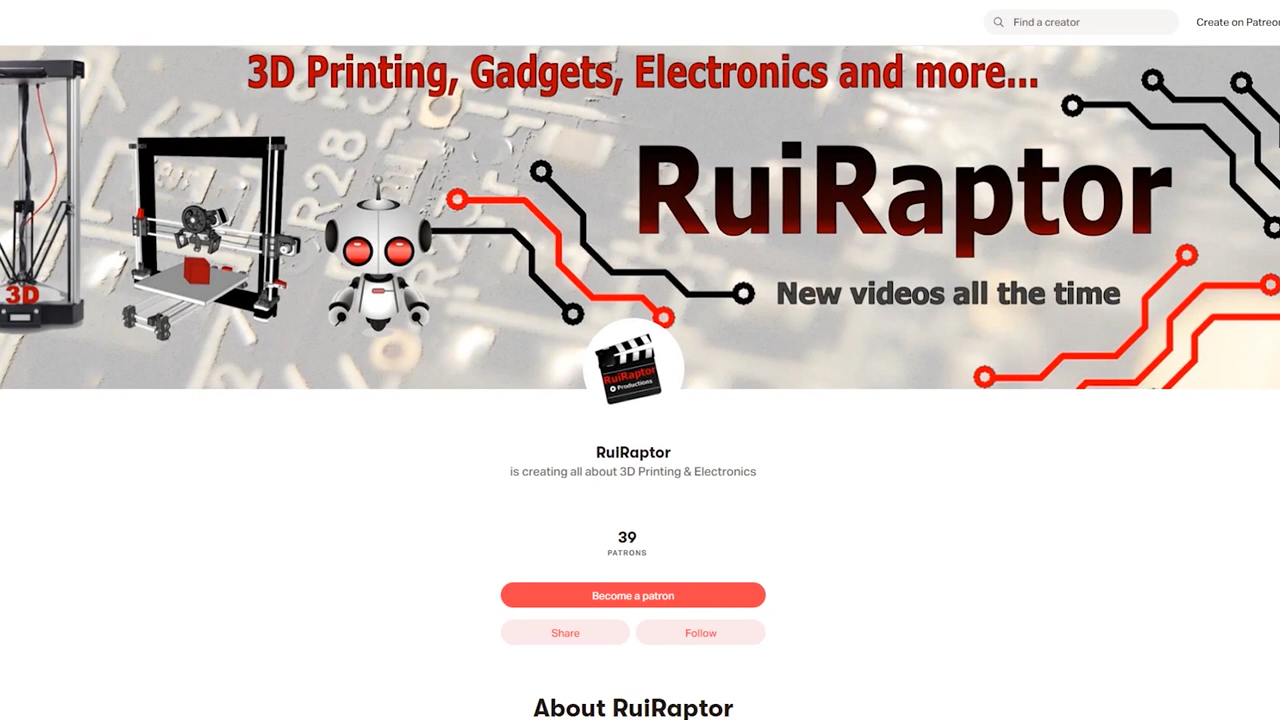 Find a creator
Create on Patreon
3D Printing, Gadgets, Electronics and more...
RuiRaptor
New videos all the time
3D
R28
RuiRaptor
Productions
RuIRaptor
is creating all about 3D Printing & Electronics
39
PATRONS
Become a patron
Share
Follow
About RuiRaptor